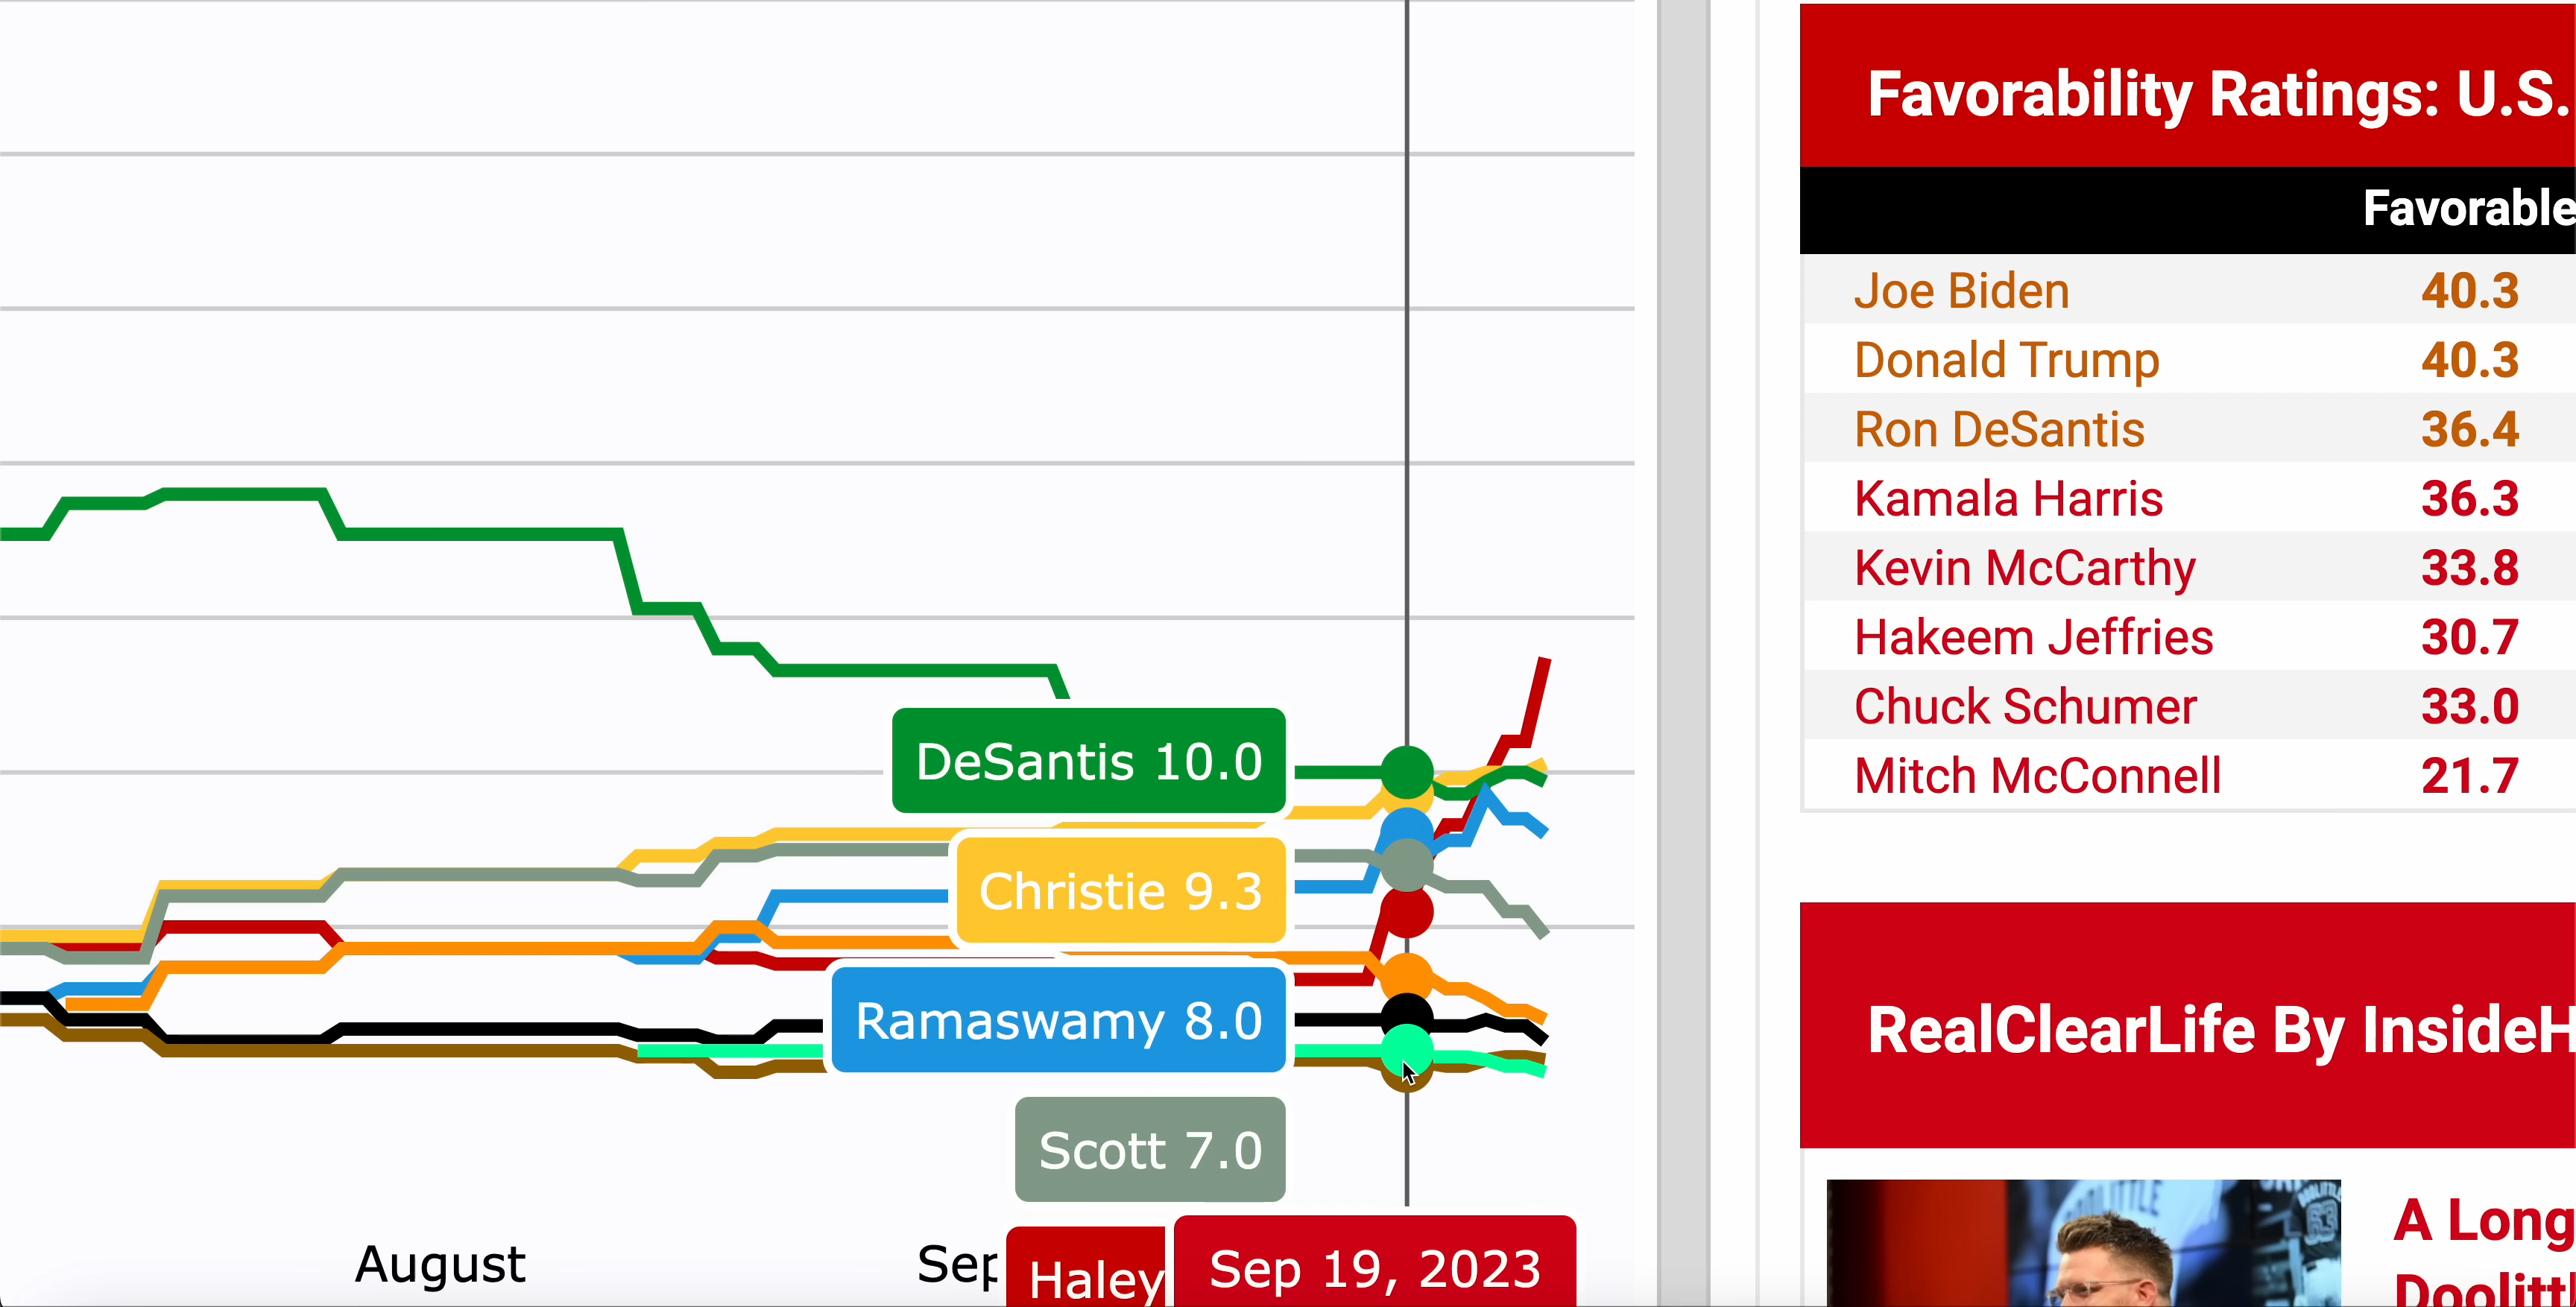 DeSantis 10.0
Christie 9.3
Ramaswamy 8.0
Scott 7.0
Haley
Sep 19, 2023
August
Sep
Favorability Ratings: U.S.
Favorable
Joe Biden 40.3
Donald Trump 40.3
Ron DeSantis 36.4
Kamala Harris 36.3
Kevin McCarthy 33.8
Hakeem Jeffries 30.7
Chuck Schumer 33.0
Mitch McConnell 21.7
RealClearLife By InsideH
A Long
Doolitt